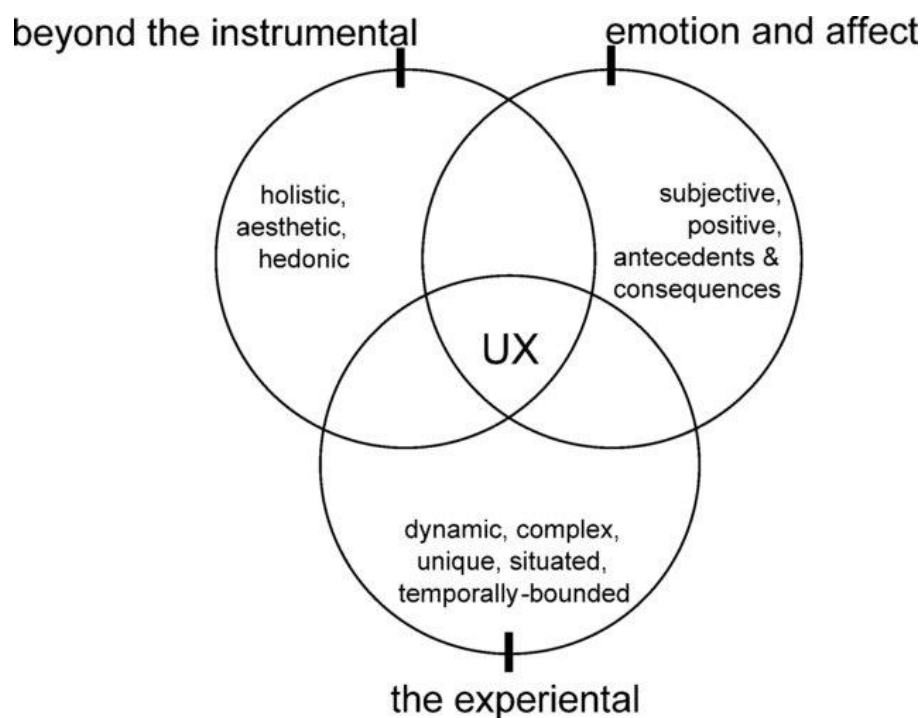 beyond the instrumental
emotion and affect
holistic,
aesthetic,
hedonic
subjective,
positive,
antecedents &
consequences
UX
dynamic, complex,
unique, situated,
temporally-bounded
the experiental